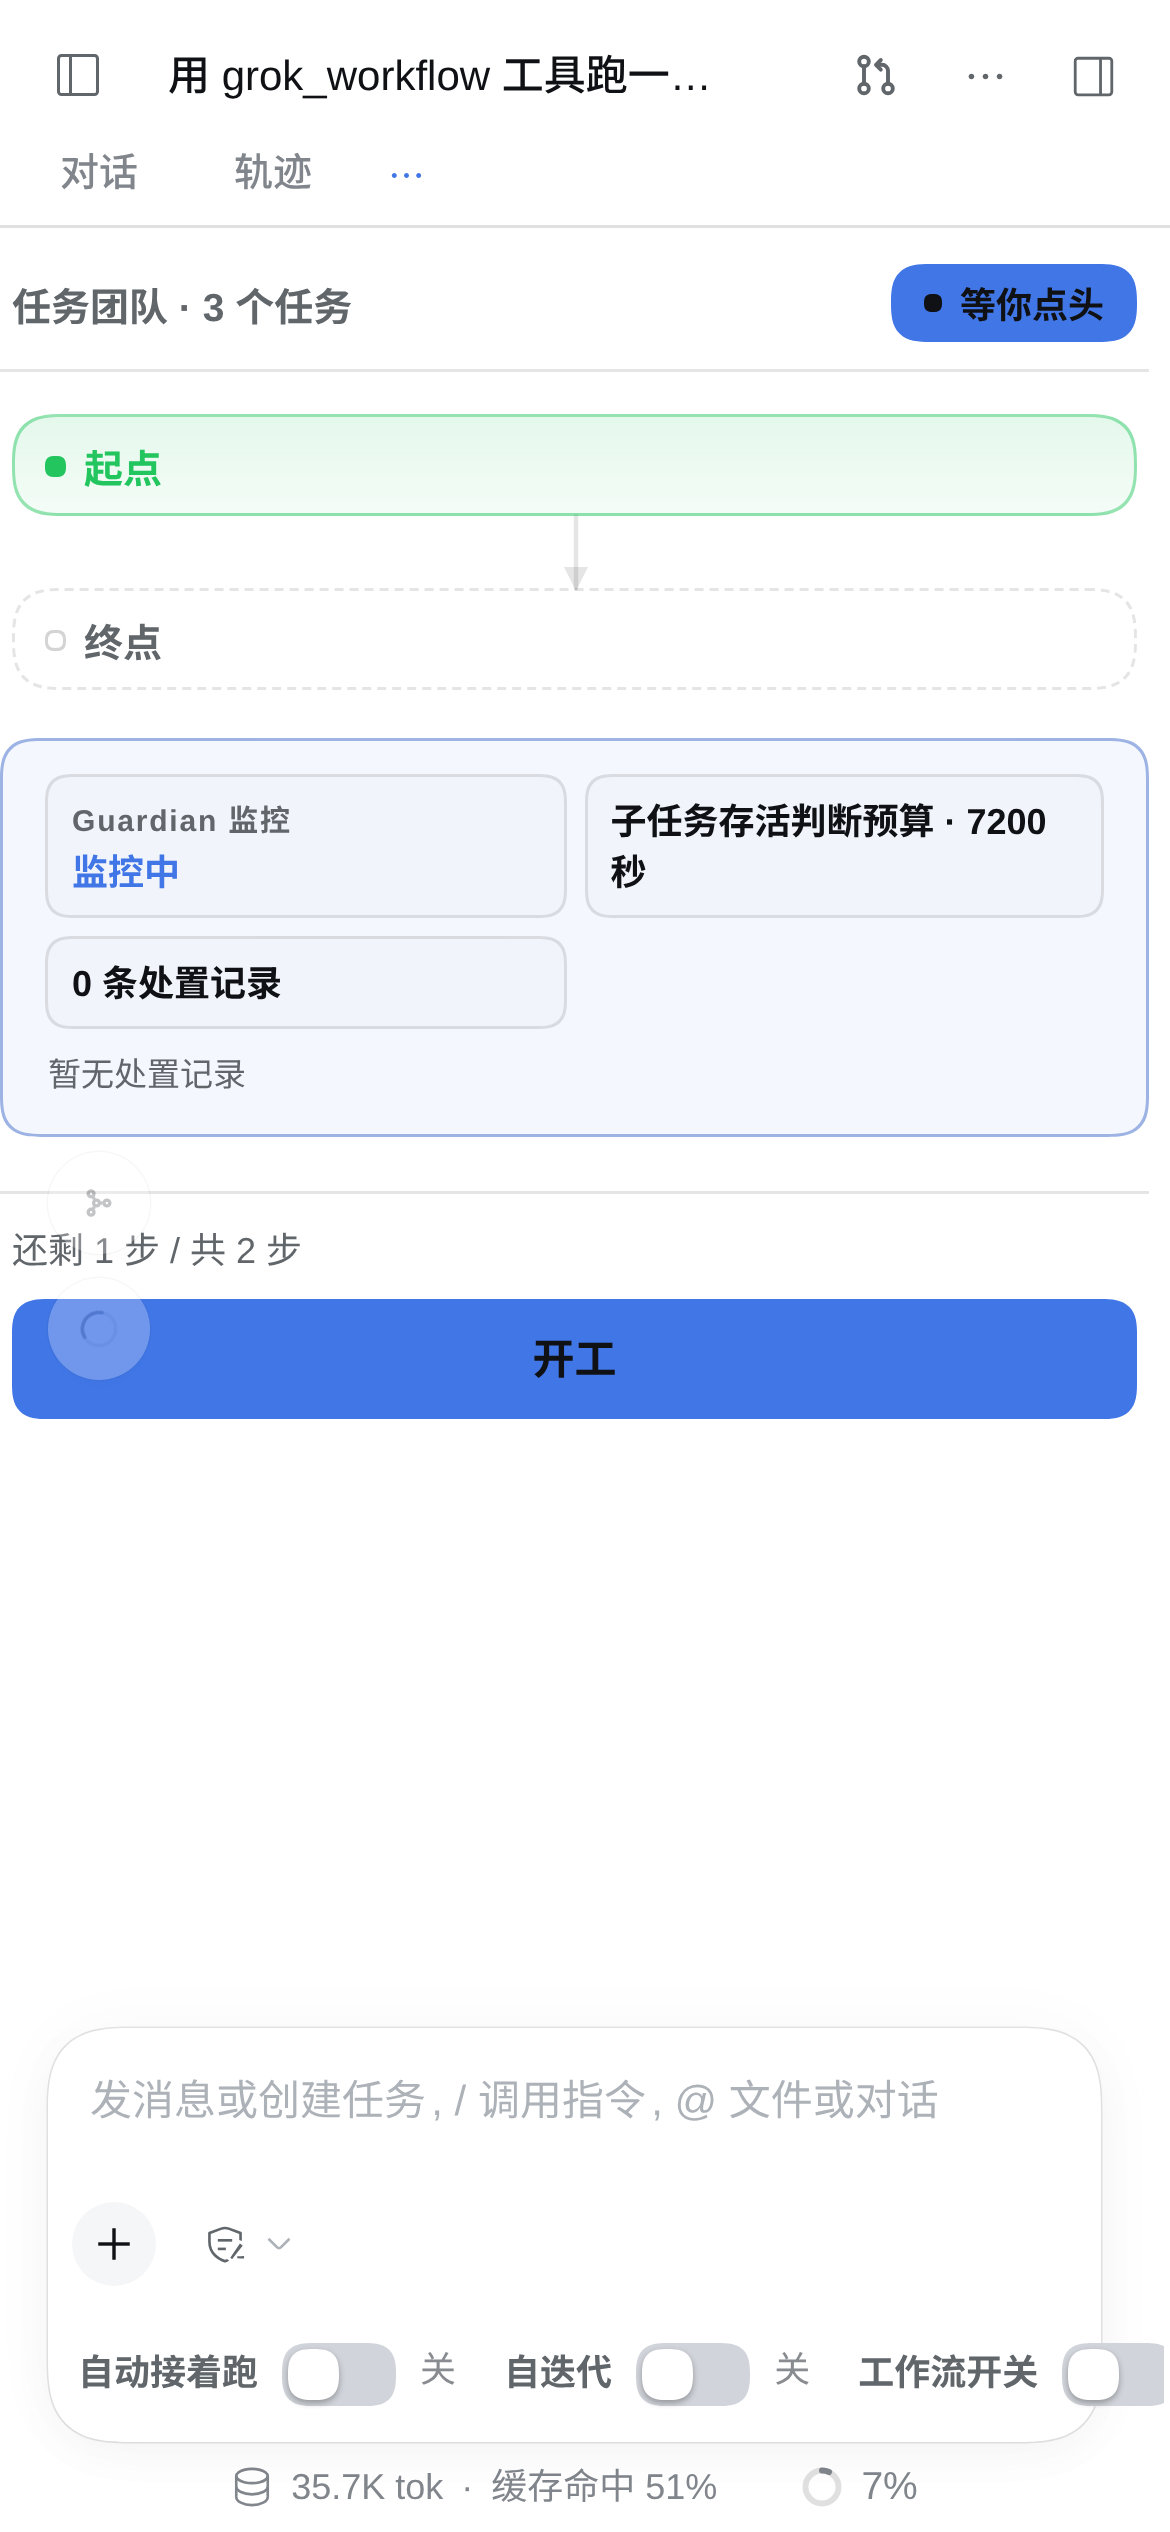 用 grok_workflow 工具跑一...
对话 轨迹 ...
任务团队 · 3 个任务
等你点头
起点
终点
Guardian 监控
监控中
子任务存活判断预算 · 7200
秒
0 条处置记录
暂无处置记录
还剩 1 步 / 共 2 步
开工
发消息或创建任务, / 调用指令, @ 文件或对话
自动接着跑 关 自迭代 关 工作流开关
35.7K tok · 缓存命中 51% 7%